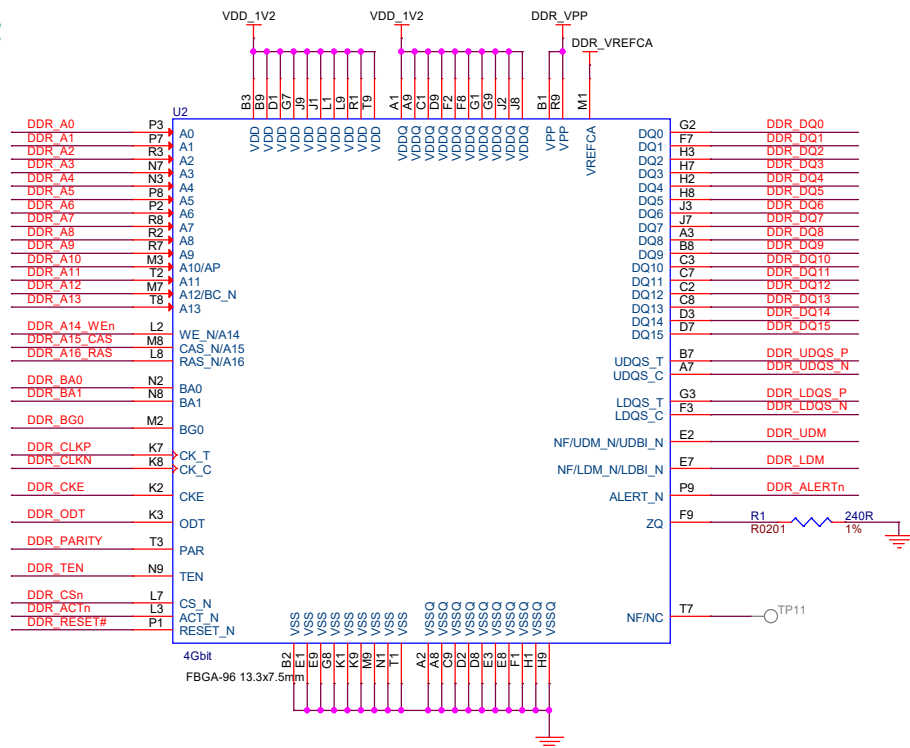 VDD_1V2 VDD_1V2 DDR_VPP
DDR_VREFCA
B3 B9 D1 G7 J9 J1 L1 L9 R1 T9 A1 A9 C1 D9 F2 F8 G1 G9 J2 J8 B1 R9 M1
U2
VDD VDD VDD VDD VDD VDD VDD VDD VDD VDD VDDQ VDDQ VDDQ VDDQ VDDQ VDDQ VDDQ VDDQ VDDQ VDDQ VPP VPP VREFCA
DDR_A0 P3 A0
DDR_A1 P7 A1
DDR_A2 R3 A2
DDR_A3 N7 A3
DDR_A4 N3 A4
DDR_A5 P8 A5
DDR_A6 P2 A6
DDR_A7 R8 A7
DDR_A8 R2 A8
DDR_A9 R7 A9
DDR_A10 M3 A10/AP
DDR_A11 T2 A11
DDR_A12 M7 A12/BC_N
DDR_A13 T8 A13
DDR_A14_WEn L2 WE_N/A14
DDR_A15_CAS M8 CAS_N/A15
DDR_A16_RAS L8 RAS_N/A16
DDR_BA0 N2 BA0
DDR_BA1 N8 BA1
DDR_BG0 M2 BG0
DDR_CLKP K7 CK_T
DDR_CLKN K8 CK_C
DDR_CKE K2 CKE
DDR_ODT K3 ODT
DDR_PARITY T3 PAR
DDR_TEN N9 TEN
DDR_CSn L7 CS_N
DDR_ACTn L3 ACT_N
DDR_RESET# P1 RESET_N
DQ0 G2 DDR_DQ0
DQ1 F7 DDR_DQ1
DQ2 H3 DDR_DQ2
DQ3 H7 DDR_DQ3
DQ4 H2 DDR_DQ4
DQ5 H8 DDR_DQ5
DQ6 J3 DDR_DQ6
DQ7 J7 DDR_DQ7
DQ8 A3 DDR_DQ8
DQ9 B8 DDR_DQ9
DQ10 C3 DDR_DQ10
DQ11 C7 DDR_DQ11
DQ12 C2 DDR_DQ12
DQ13 C8 DDR_DQ13
DQ14 D3 DDR_DQ14
DQ15 D7 DDR_DQ15
UDQS_T B7 DDR_UDQS_P
UDQS_C A7 DDR_UDQS_N
LDQS_T G3 DDR_LDQS_P
LDQS_C F3 DDR_LDQS_N
NF/UDM_N/UDBI_N E2 DDR_UDM
NF/LDM_N/LDBI_N E7 DDR_LDM
ALERT_N P9 DDR_ALERTn
ZQ F9 R1 240R
R0201 1%
NF/NC T7 TP11
VSS VSS VSS VSS VSS VSS VSS VSS VSS VSSQ VSSQ VSSQ VSSQ VSSQ VSSQ VSSQ VSSQ VSSQ VSSQ
4Gbit
B2 E1 E9 G8 K1 K9 M9 N1 T1 A2 A8 C9 D2 D8 E3 E8 F1 H1 H9
FBGA-96 13.3x7.5mm